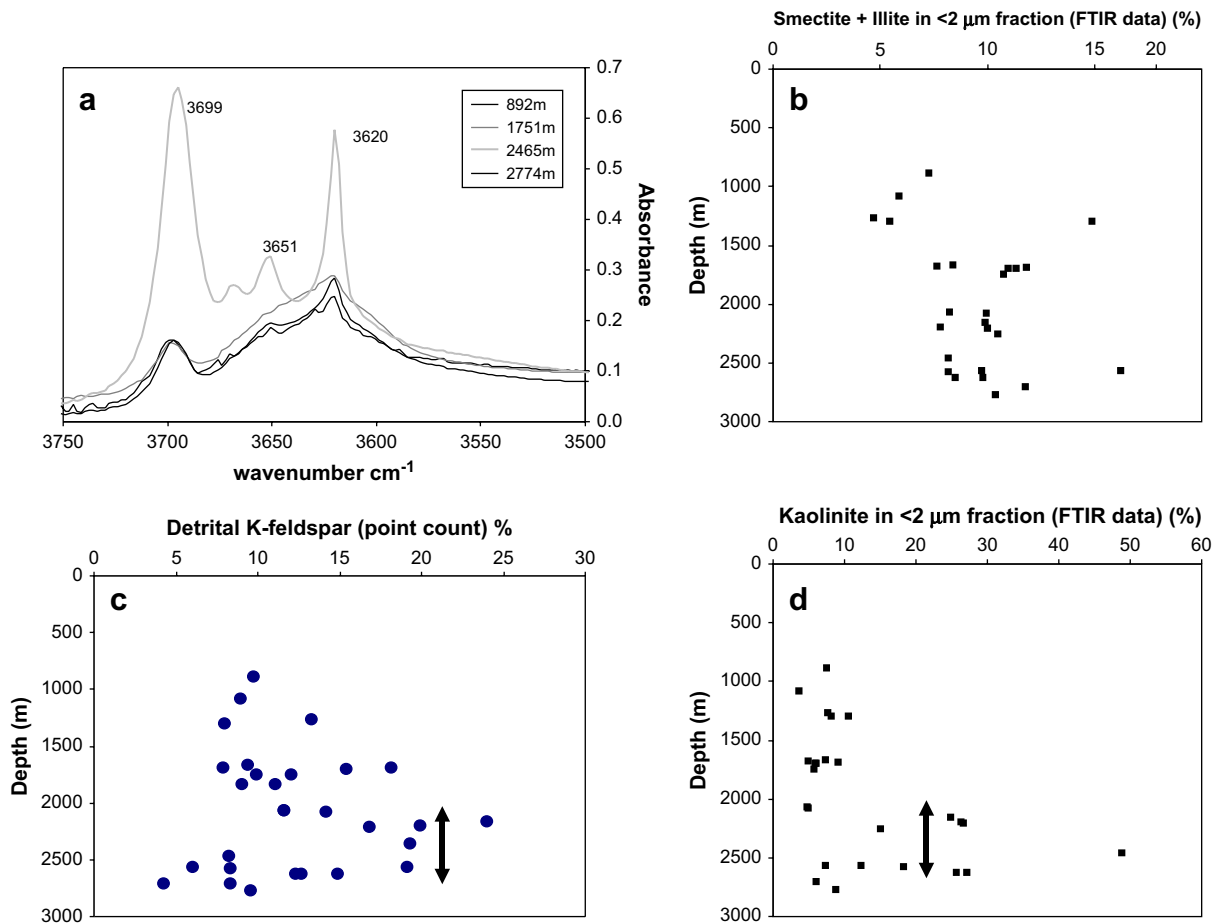 a
3699
3651
3620
892m
1751m
2465m
2774m
0.7
0.6
0.5
0.4
0.3
0.2
0.1
0.0
Absorbance
3750 3700 3650 3600 3550 3500
wavenumber cm-1
Smectite + Illite in <2 μm fraction (FTIR data) (%)
0 5 10 15 20
b
0
500
1000
1500
2000
2500
3000
Depth (m)
Detrital K-feldspar (point count) %
0 5 10 15 20 25 30
c
0
500
1000
1500
2000
2500
3000
Depth (m)
Kaolinite in <2 μm fraction (FTIR data) (%)
0 10 20 30 40 50 60
d
0
500
1000
1500
2000
2500
3000
Depth (m)